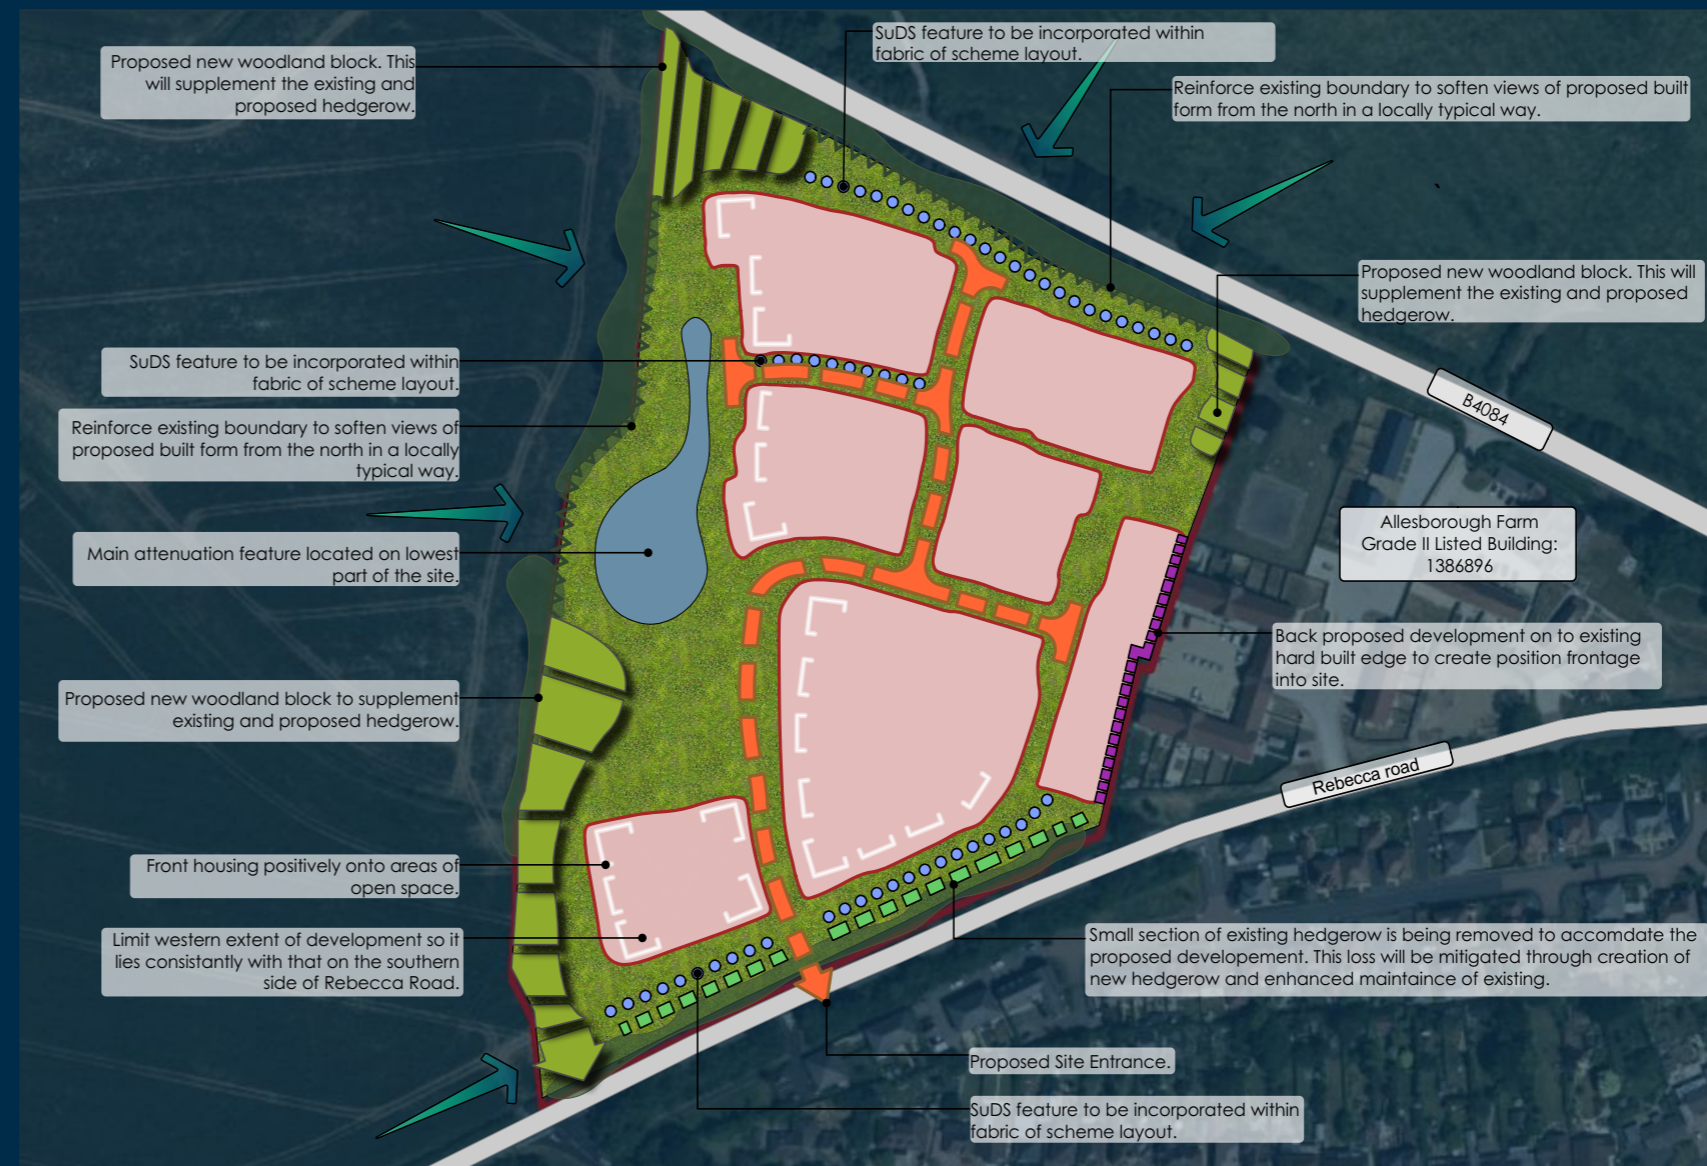 Proposed new woodland block. This
will supplement the existing and
proposed hedgerow.
SuDS feature to be incorporated within
fabric of scheme layout.
Reinforce existing boundary to soften views of proposed built
form from the north in a locally typical way.
Proposed new woodland block. This will
supplement the existing and proposed
hedgerow.
SuDS feature to be incorporated within
fabric of scheme layout.
B4084
Reinforce existing boundary to soften views of
proposed built form from the north in a locally
typical way.
Main attenuation feature located on lowest
part of the site.
Allesborough Farm
Grade II Listed Building:
1386896
Back proposed development on to existing
hard built edge to create position frontage
into site.
Proposed new woodland block to supplement
existing and proposed hedgerow.
Rebecca road
Front housing positively onto areas of
open space.
Limit western extent of development so it
lies consistantly with that on the southern
side of Rebecca Road.
Small section of existing hedgerow is being removed to accomdate the
proposed developement. This loss will be mitigated through creation of
new hedgerow and enhanced maintaince of existing.
Proposed Site Entrance.
SuDS feature to be incorporated within
fabric of scheme layout.